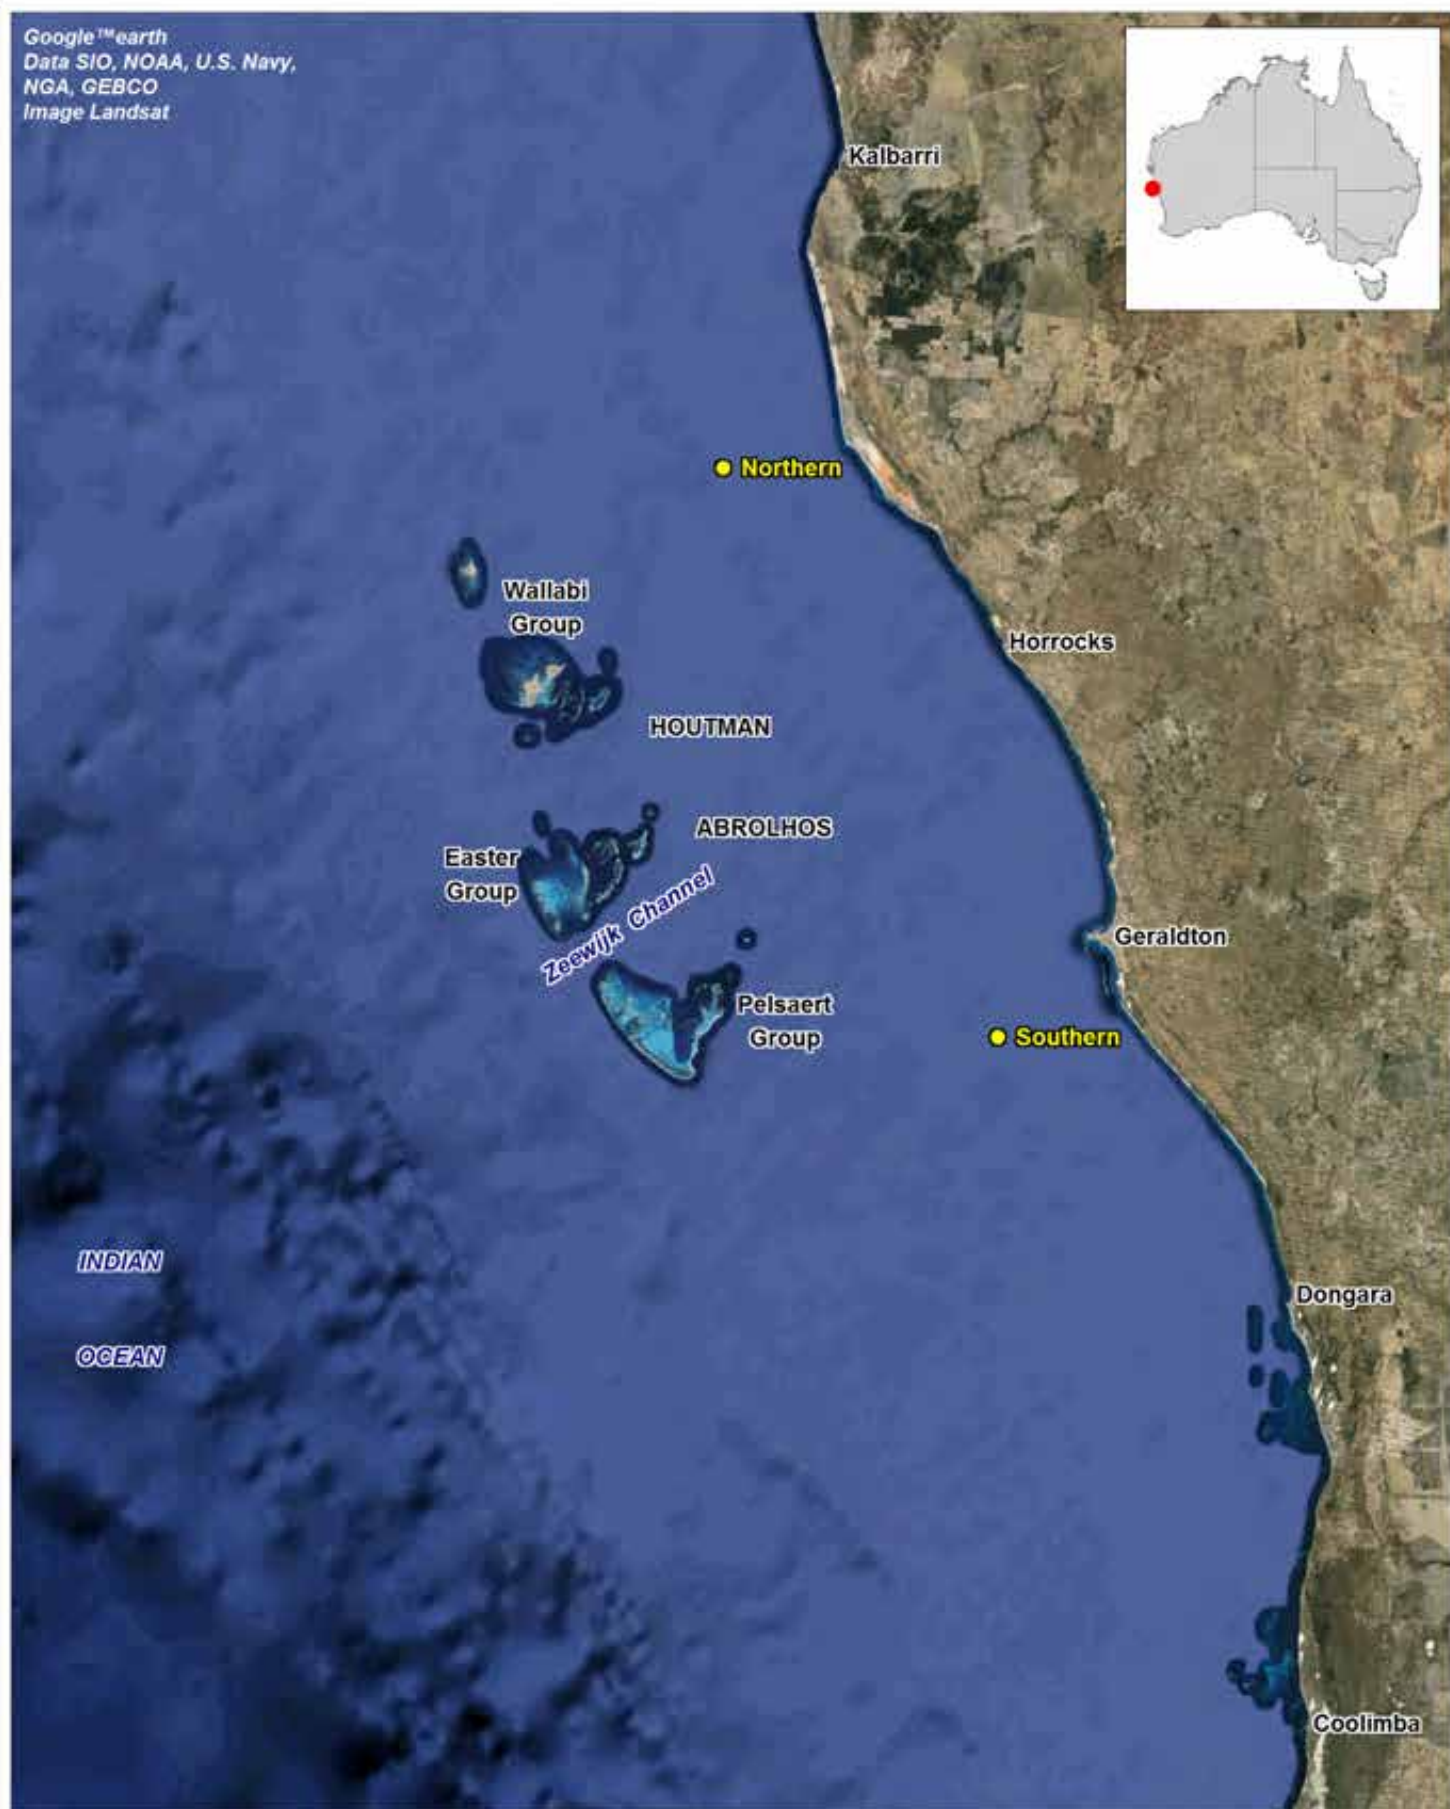 Google™earth
Data SIO, NOAA, U.S. Navy,
NGA, GEBCO
Image Landsat
Kalbarri
Northern
Wallabi
Group
Horrocks
HOUTMAN
ABROLHOS
Easter
Group
Zeewijk Channel
Geraldton
Pelsaert
Group
Southern
INDIAN
OCEAN
Dongara
Coolimba